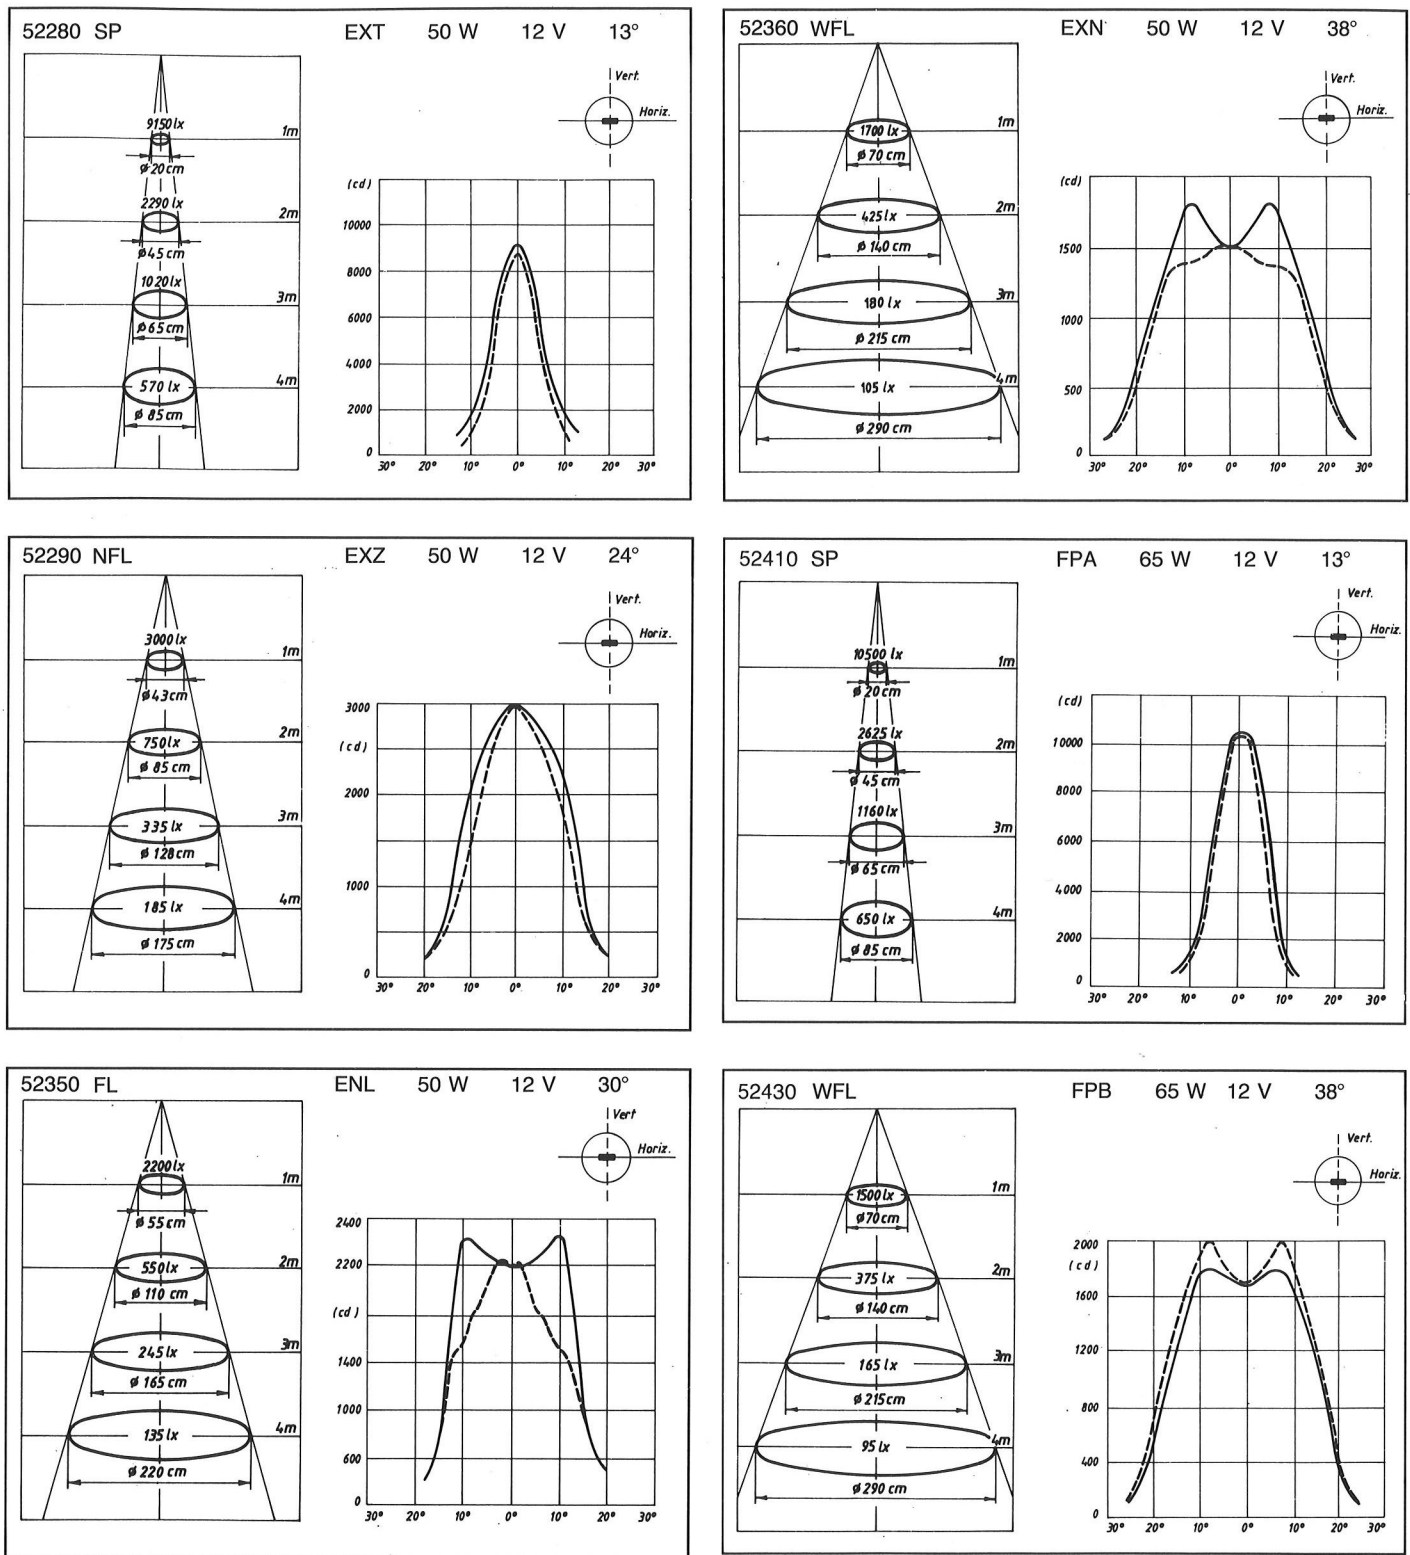 52280 SP EXT 50 W 12 V 13°
Vert.
Horiz.
9150 lx
1m
ø 20 cm
2290 lx
2m
ø 45 cm
1020 lx
3m
ø 65 cm
570 lx
4m
ø 85 cm
(cd)
10000
8000
6000
4000
2000
0
30° 20° 10° 0° 10° 20° 30°
52360 WFL EXN 50 W 12 V 38°
Vert.
Horiz.
1700 lx
1m
ø 70 cm
425 lx
2m
ø 140 cm
180 lx
3m
ø 215 cm
105 lx
4m
ø 290 cm
(cd)
1500
1000
500
0
30° 20° 10° 0° 10° 20° 30°
52290 NFL EXZ 50 W 12 V 24°
Vert.
Horiz.
3000 lx
1m
ø 43 cm
750 lx
2m
ø 85 cm
335 lx
3m
ø 128 cm
185 lx
4m
ø 175 cm
3000
(cd)
2000
1000
0
30° 20° 10° 0° 10° 20° 30°
52410 SP FPA 65 W 12 V 13°
Vert.
Horiz.
10500 lx
1m
ø 20 cm
2625 lx
2m
ø 45 cm
1160 lx
3m
ø 65 cm
650 lx
4m
ø 85 cm
(cd)
10000
8000
6000
4000
2000
0
30° 20° 10° 0° 10° 20° 30°
52350 FL ENL 50 W 12 V 30°
Vert
Horiz.
2200 lx
1m
ø 55 cm
550 lx
2m
ø 110 cm
245 lx
3m
ø 165 cm
135 lx
4m
ø 220 cm
2400
2200
(cd)
1400
1000
600
0
30° 20° 10° 0° 10° 20° 30°
52430 WFL FPB 65 W 12 V 38°
Vert.
Horiz.
1500 lx
1m
ø 70 cm
375 lx
2m
ø 140 cm
165 lx
3m
ø 215 cm
95 lx
4m
ø 290 cm
2000
(cd)
1600
1200
800
400
0
30° 20° 10° 0° 10° 20° 30°